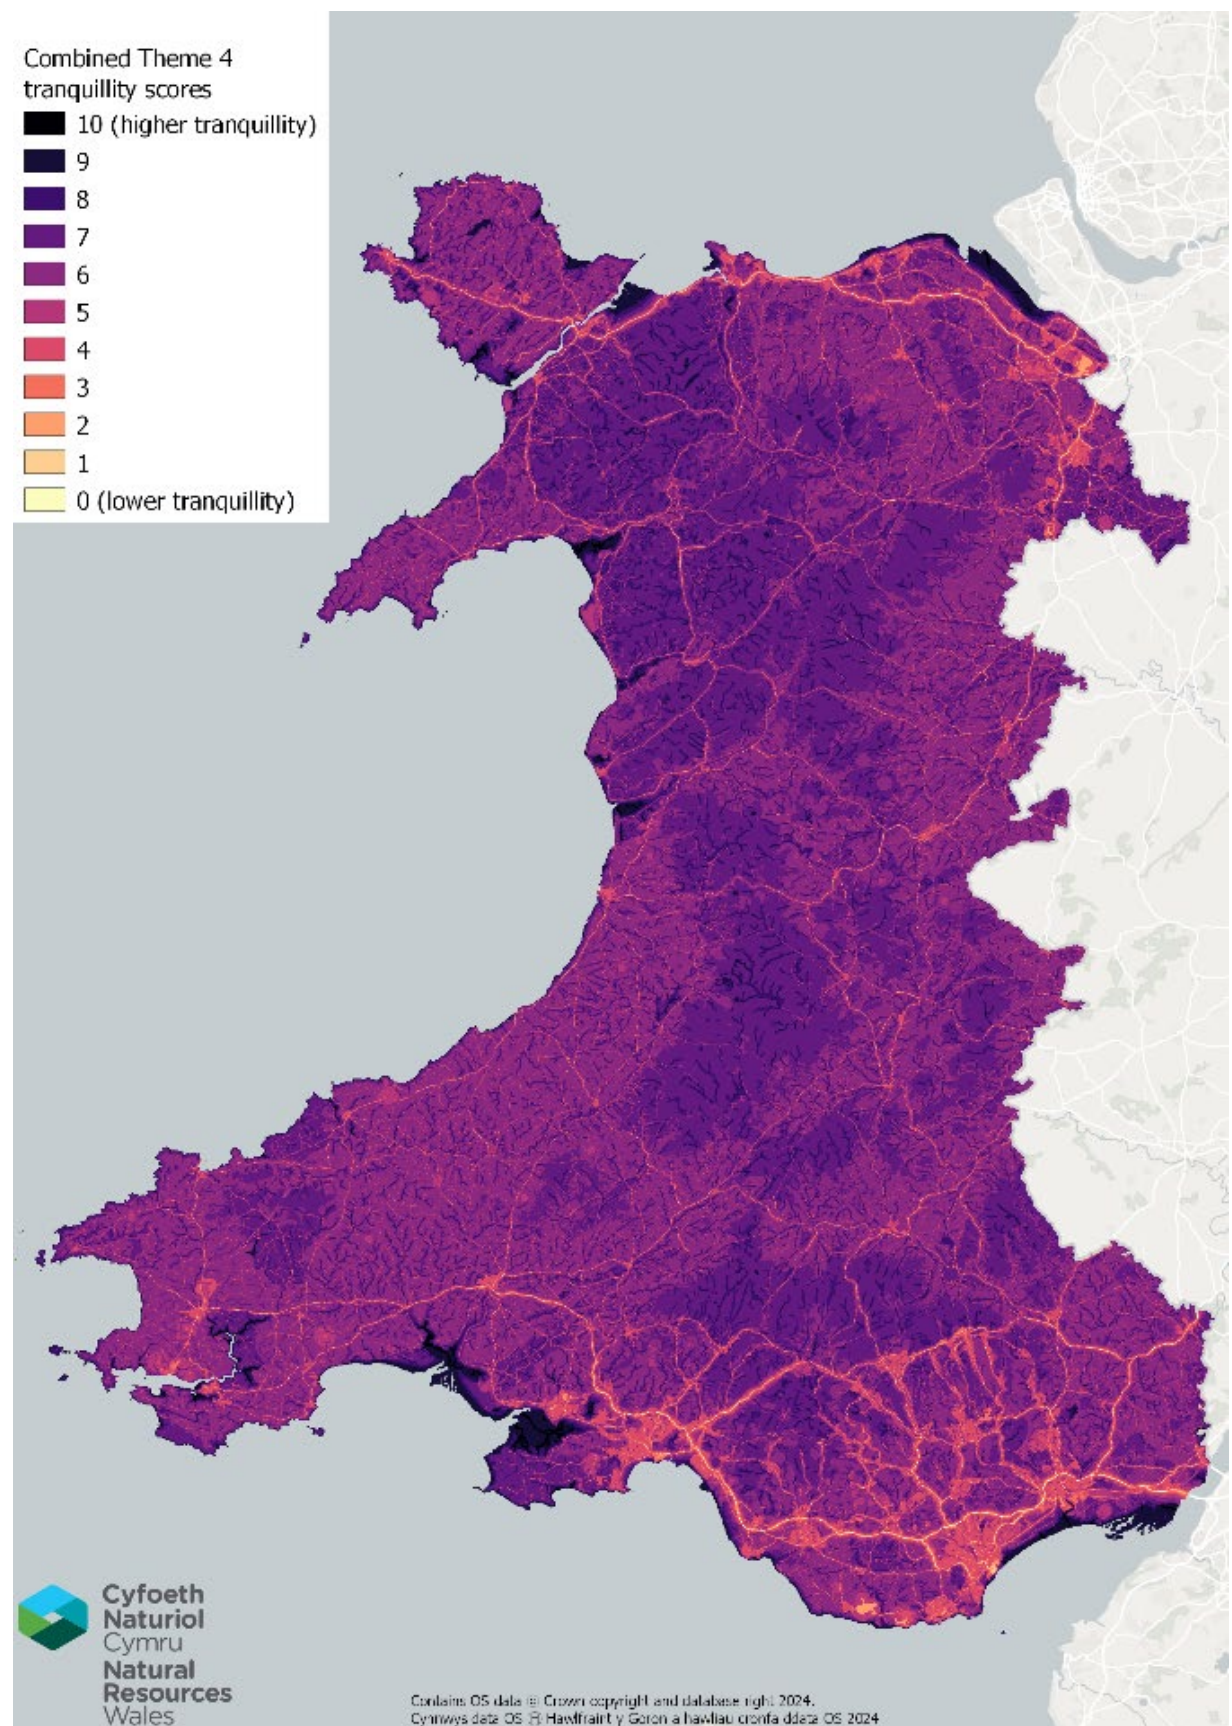 Combined Theme 4
tranquillity scores
10 (higher tranquillity)
9
8
7
6
5
4
3
2
1
0 (lower tranquillity)
Cyfoeth
Naturiol
Cymru
Natural
Resources
Wales
Contains OS data © Crown copyright and database right 2024.
Cynnwys data OS Ⓗ Hawlfraint y Goron a hawliau cronfa ddata OS 2024